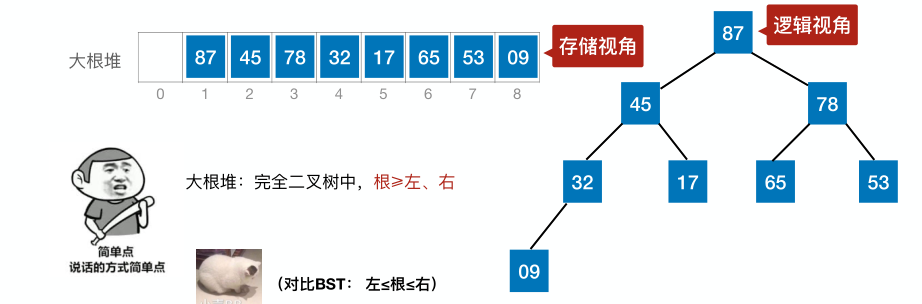 大根堆
87 45 78 32 17 65 53 09
0 1 2 3 4 5 6 7 8
存储视角
逻辑视角
87
45 78
32 17 65 53
09
大根堆：完全二叉树中，根≥左、右
简单点
说话的方式简单点
（对比BST： 左≤根≤右）